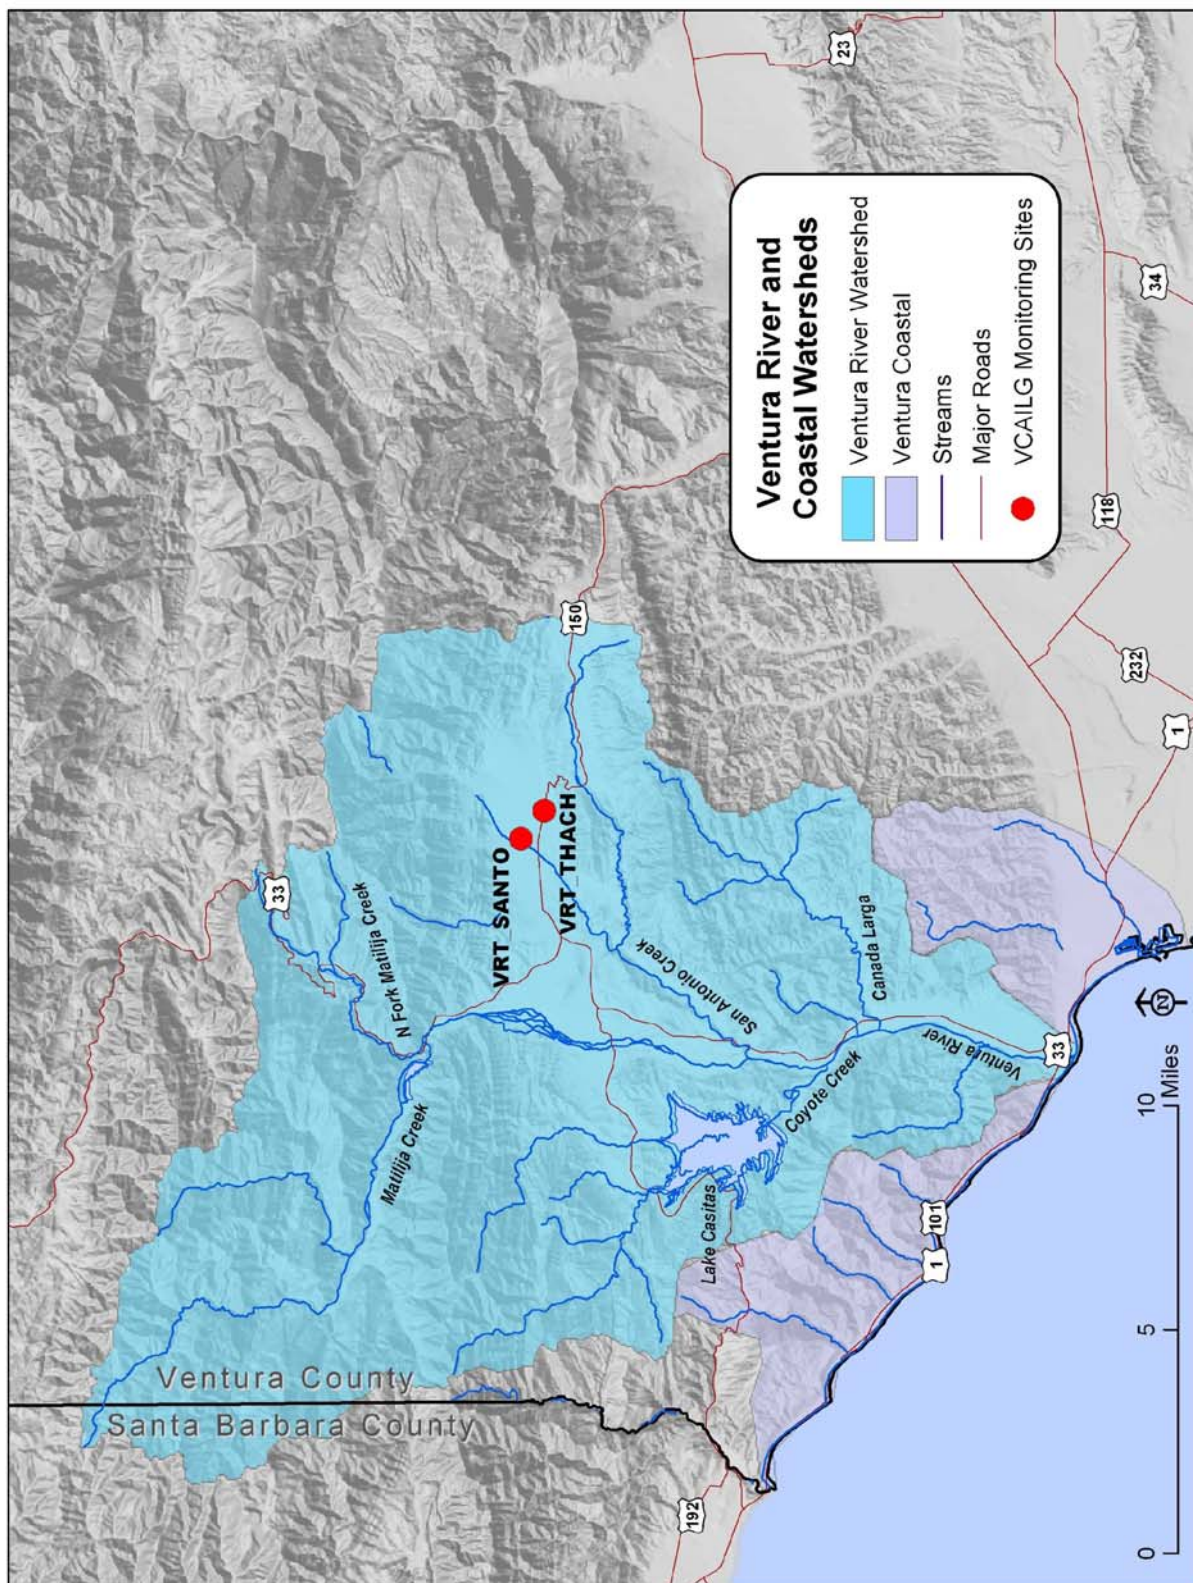 Ventura River and
Coastal Watersheds
Ventura River Watershed
Ventura Coastal
Streams
Major Roads
VCAILG Monitoring Sites
Ventura County
Santa Barbara County
Matilija Creek
N Fork Matilija Creek
33
VRT_SANTO
VRT_THACH
150
San Antonio Creek
Lake Casitas
Coyote Creek
Canada Larga
Ventura River
33
192
1
101
23
34
118
232
1
N
0
5
10
Miles